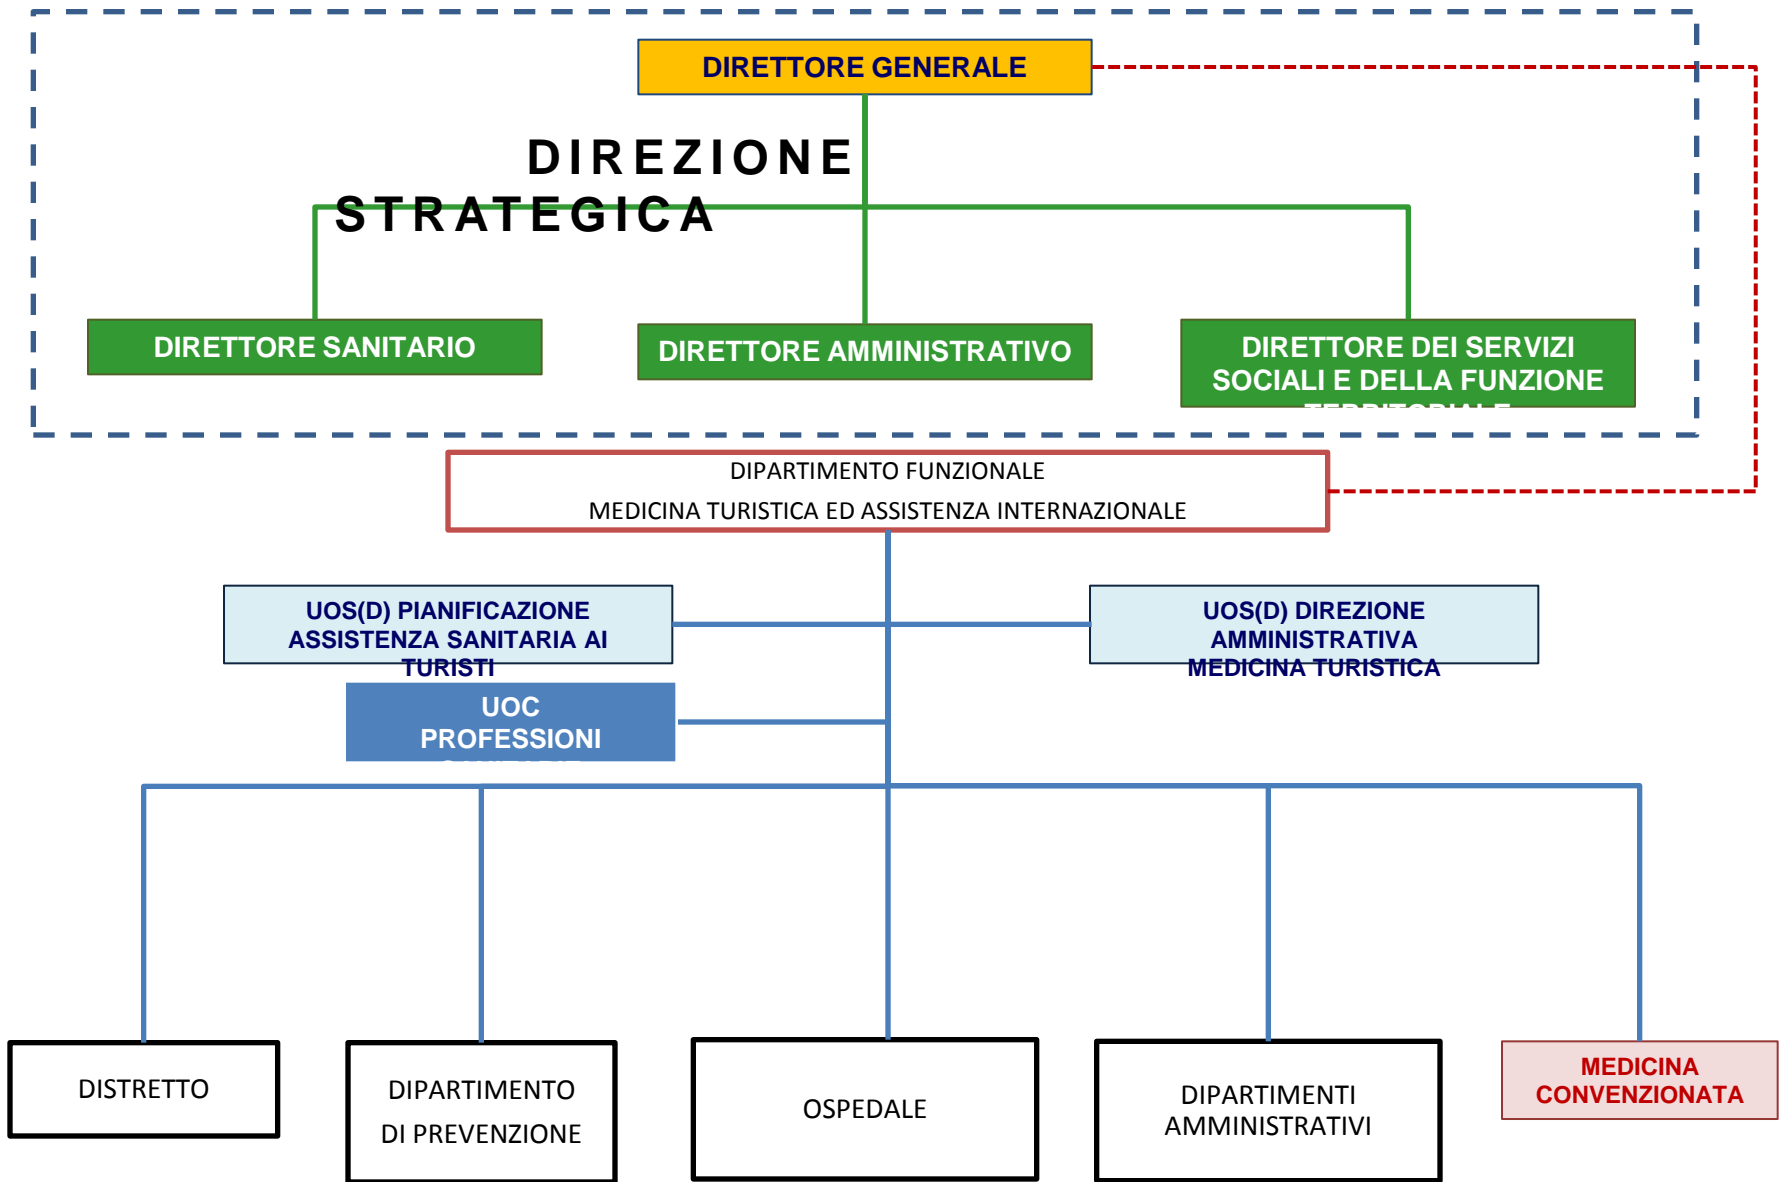 DIRETTORE GENERALE
DIREZIONE
STRATEGICA
DIRETTORE SANITARIO
DIRETTORE AMMINISTRATIVO
DIRETTORE DEI SERVIZI
SOCIALI E DELLA FUNZIONE
TERRITORIALE
DIPARTIMENTO FUNZIONALE
MEDICINA TURISTICA ED ASSISTENZA INTERNAZIONALE
UOS(D) PIANIFICAZIONE
ASSISTENZA SANITARIA AI
TURISTI
UOS(D) DIREZIONE
AMMINISTRATIVA
MEDICINA TURISTICA
UOC
PROFESSIONI
DISTRETTO
DIPARTIMENTO
DI PREVENZIONE
OSPEDALE
DIPARTIMENTI
AMMINISTRATIVI
MEDICINA
CONVENZIONATA